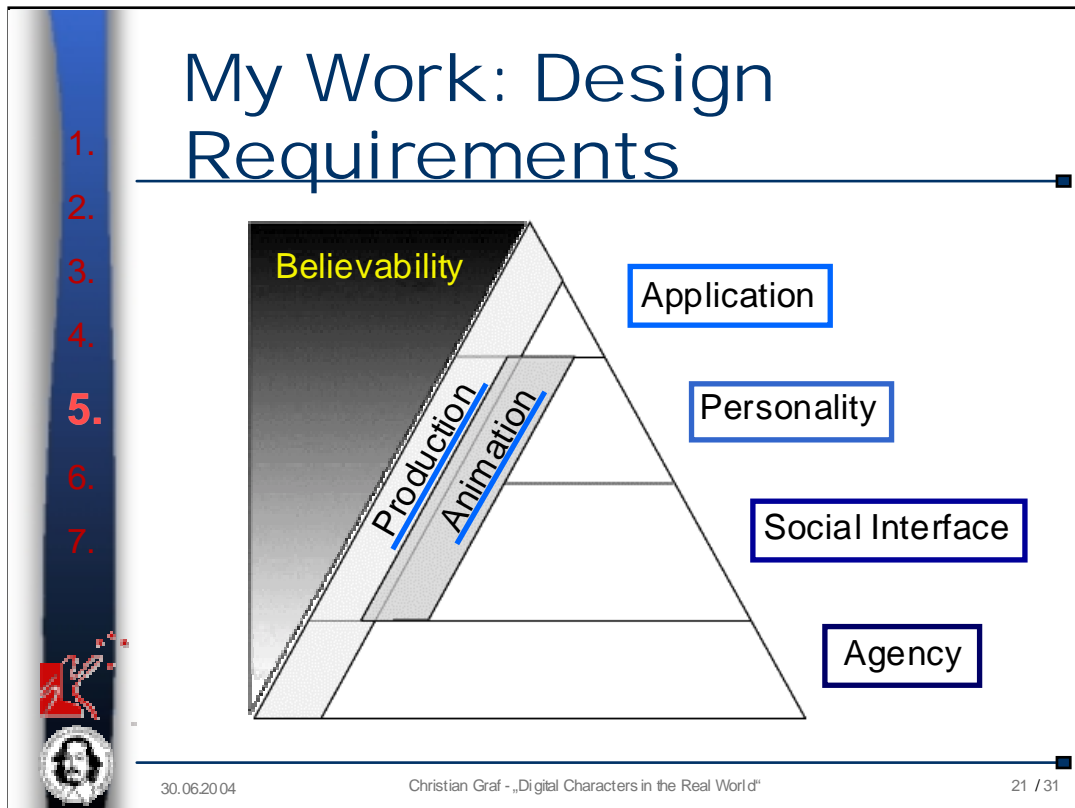 My Work: Design
Requirements
1.
2.
3.
4.
5.
6.
7.
Believability
Production
Animation
Application
Personality
Social Interface
Agency
30.06.2004
Christian Graf - „Digital Characters in the Real World“
21 / 31